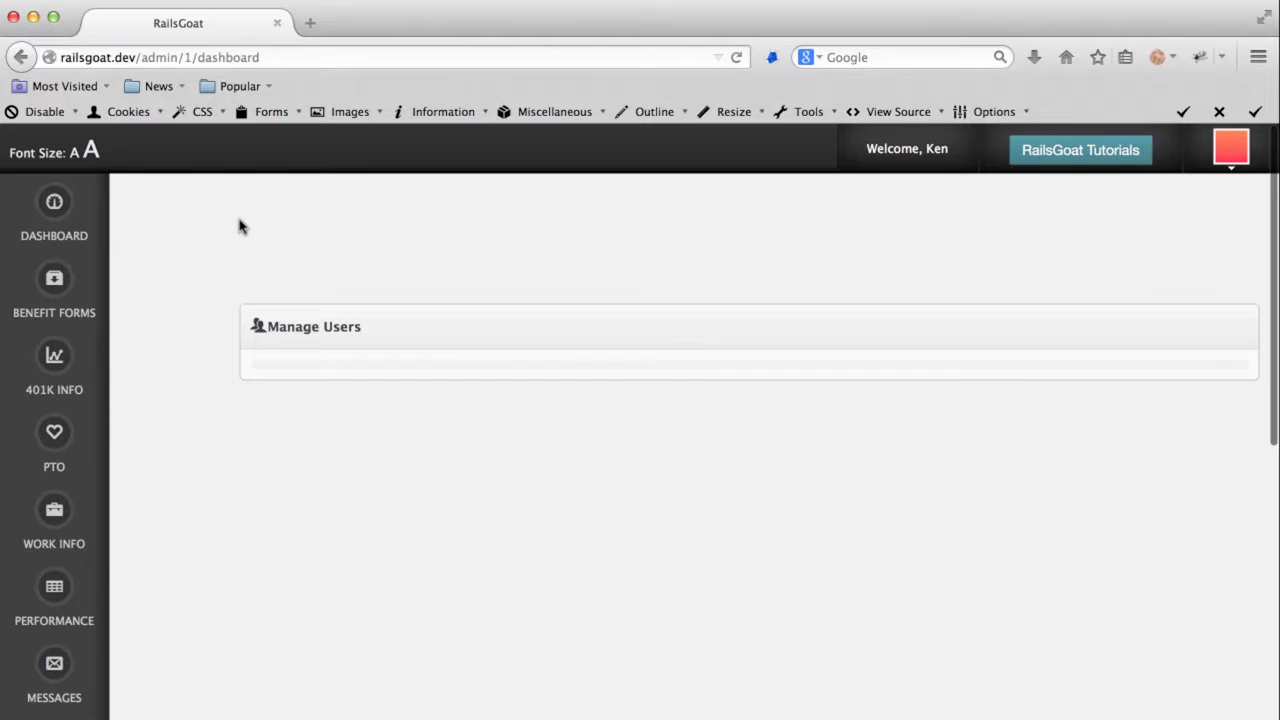 RailsGoat
railsgoat.dev/admin/1/dashboard
Google
Most Visited News Popular
Disable Cookies CSS Forms Images Information Miscellaneous Outline Resize Tools View Source Options
Font Size: A A
Welcome, Ken
RailsGoat Tutorials
DASHBOARD
BENEFIT FORMS
401K INFO
PTO
WORK INFO
PERFORMANCE
MESSAGES
Manage Users